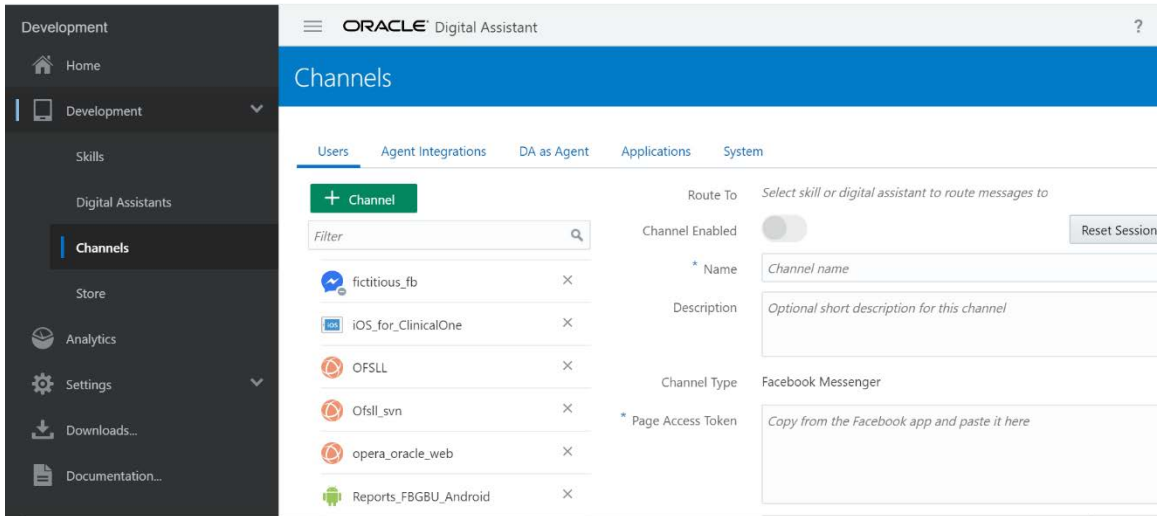 Development
Home
Development
Skills
Digital Assistants
Channels
Store
Analytics
Settings
Downloads...
Documentation...
ORACLE Digital Assistant
?
Channels
Users Agent Integrations DA as Agent Applications System
+ Channel
Filter
fictitious_fb
iOS iOS_for_ClinicalOne
OFSLL
Ofsll_svn
opera_oracle_web
Reports_FBGBU_Android
Route To Select skill or digital assistant to route messages to
Channel Enabled Reset Session
* Name Channel name
Description Optional short description for this channel
Channel Type Facebook Messenger
* Page Access Token Copy from the Facebook app and paste it here